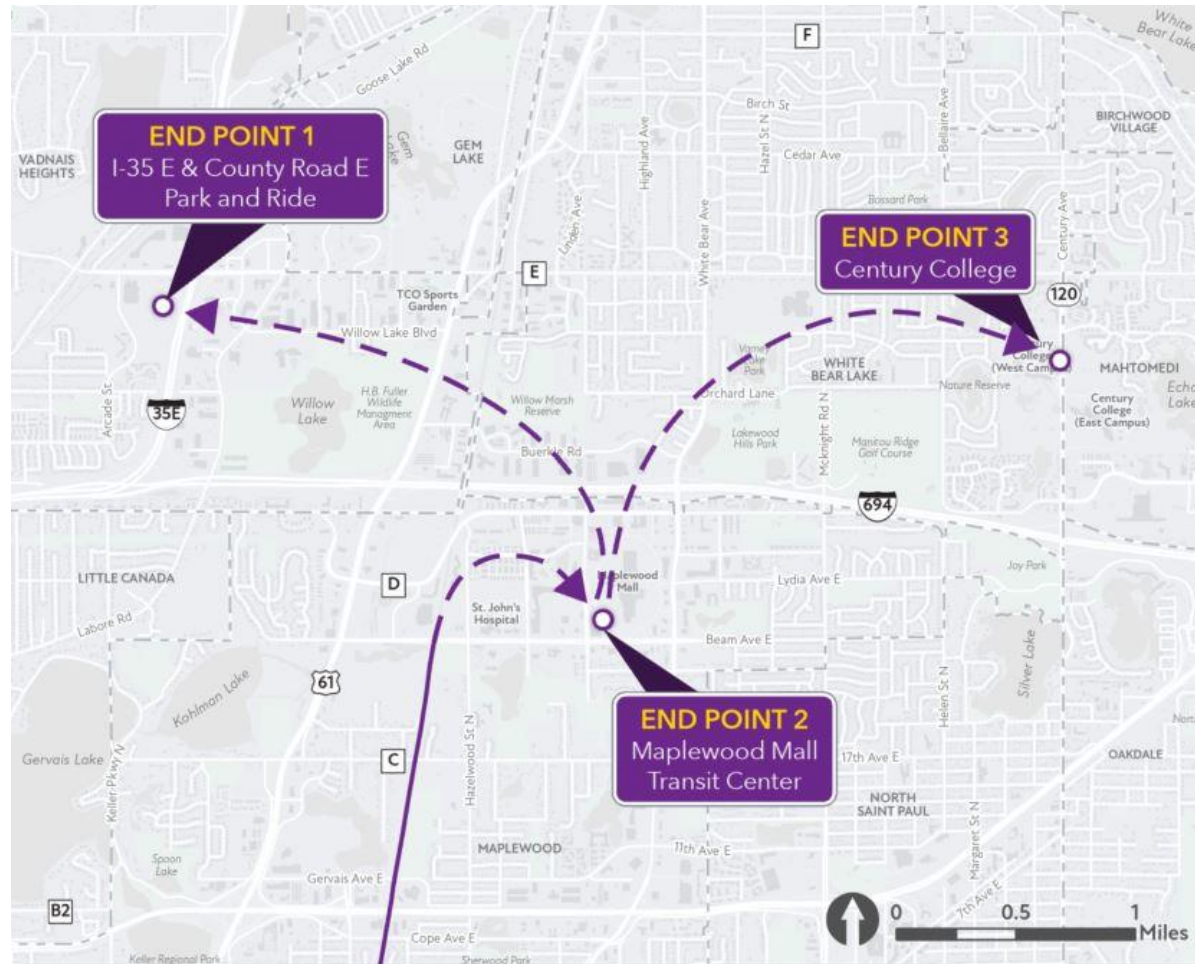 F
White
Bear Lake
Goose Lake Rd
Birch St
END POINT 1
I-35 E & County Road E
Park and Ride
Gem
Lake
GEM
LAKE
Highland Ave
Hazel St N
Bellaire Ave
BIRCHWOOD
VILLAGE
VADNAIS
HEIGHTS
Cedar Ave
Bossard Park
Linden Ave
White Bear Ave
Century Ave
END POINT 3
Century College
E
120
TCO Sports
Garden
Willow Lake Blvd
Lake
Park
WHITE
BEAR LAKE
College
(West Camp
MAHTOMEDI
Echo
Lake
Arcade St
35E
Willow
Lake
H.B. Fuller
Wildlife
Managment
Area
Willow Marsh
Reserve
Orchard Lane
Nature Reserve
Century
College
(East Campus)
Buerkle Rd
Lakewood
Hills Park
Mcknight Rd N
Manitou Ridge
Golf Course
694
Joy Park
LITTLE CANADA
D
Mall
Lydia Ave E
Labore Rd
St. John's
Hospital
Beam Ave E
Kohlman Lake
61
Silver Lake
Helen St N
END POINT 2
Maplewood Mall
Transit Center
Gervais Lake
Keller Pkwy N
C
Hazelwood St N
17th Ave E
OAKDALE
NORTH
SAINT PAUL
MAPLEWOOD
11th Ave E
Margaret St N
Spoon
Lake
Gervais Ave E
7th Ave E
B2
Cope Ave E
0 0.5 1
Miles
Keller Regional Park
Sherwood Park